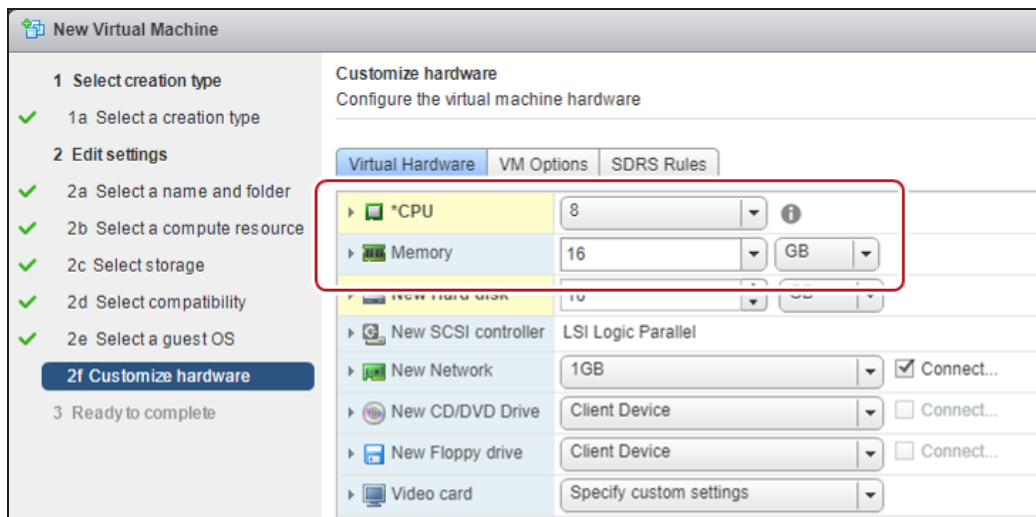 New Virtual Machine
1 Select creation type
1a Select a creation type
2 Edit settings
2a Select a name and folder
2b Select a compute resource
2c Select storage
2d Select compatibility
2e Select a guest OS
2f Customize hardware
3 Ready to complete
Customize hardware
Configure the virtual machine hardware
Virtual Hardware VM Options SDRS Rules
*CPU 8
Memory 16 GB
New Hard disk GB
New SCSI controller LSI Logic Parallel
New Network 1GB Connect...
New CD/DVD Drive Client Device Connect...
New Floppy drive Client Device Connect...
Video card Specify custom settings